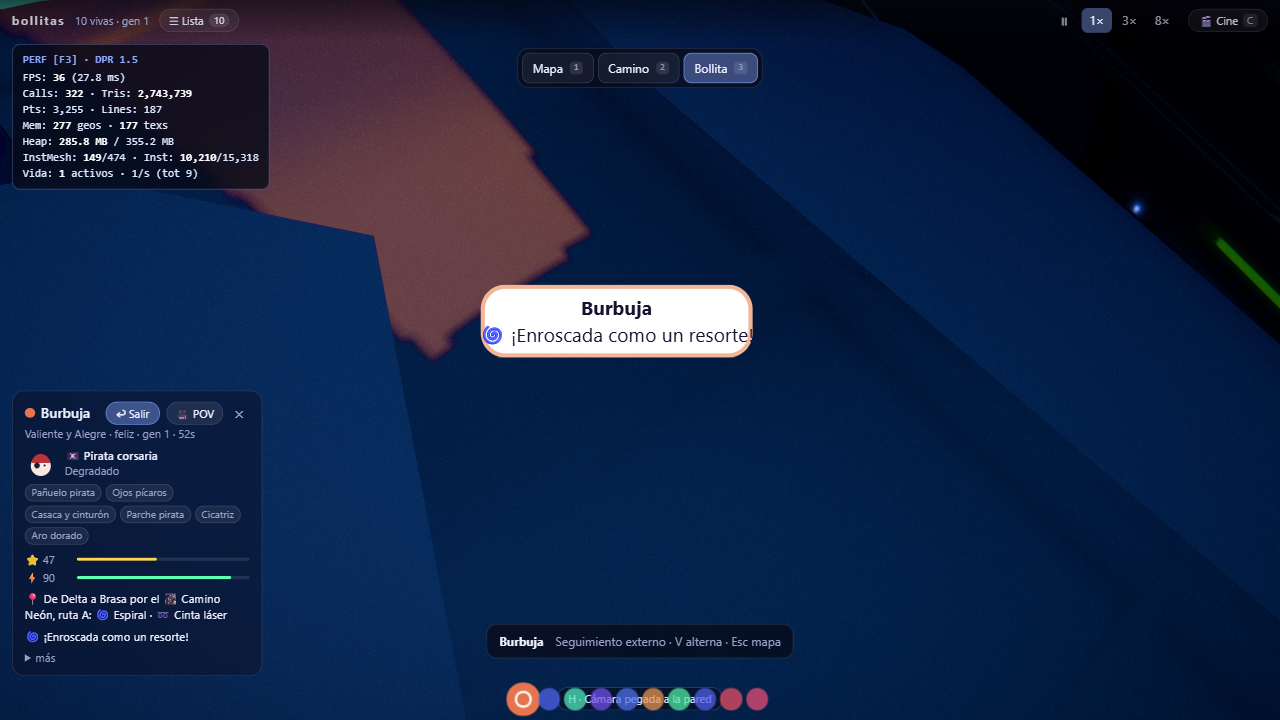 bollitas 10 vivas · gen 1 ☰ Lista 10
1× 3× 8× Cine C
PERF [F3] · DPR 1.5
FPS: 36 (27.8 ms)
Calls: 322 · Tris: 2,743,739
Pts: 3,255 · Lines: 187
Mem: 277 geos · 177 texs
Heap: 285.8 MB / 355.2 MB
InstMesh: 149/474 · Inst: 10,210/15,318
Vida: 1 activos · 1/s (tot 9)
Mapa 1 Camino 2 Bollita 3
Burbuja
🌀 ¡Enroscada como un resorte!
Burbuja ↩ Salir POV ×
Valiente y Alegre · feliz · gen 1 · 52s
Pirata corsaria
Degradado
Pañuelo pirata Ojos pícaros
Casaca y cinturón Parche pirata Cicatriz
Aro dorado
47
90
📍 De Delta a Brasa por el Camino
Neón, ruta A: 🌀 Espiral · ➿ Cinta láser
🌀 ¡Enroscada como un resorte!
▶ más
Burbuja Seguimiento externo · V alterna · Esc mapa
H · Cámara pegada a la pared